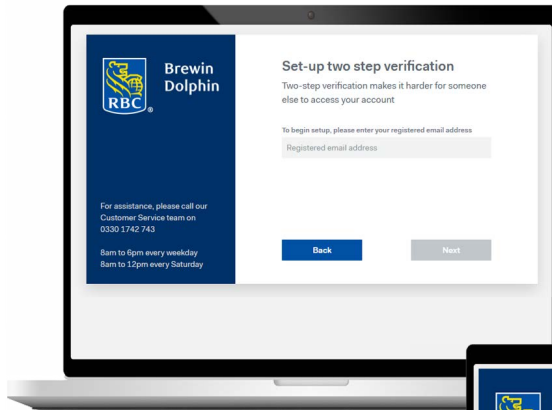 Brewin
Dolphin
RBC
®
For assistance, please call our
Customer Service team on
0330 1742 743
8am to 6pm every weekday
8am to 12pm every Saturday
Set-up two step verification
Two-step verification makes it harder for someone
else to access your account
To begin setup, please enter your registered email address
Registered email address
Back
Next